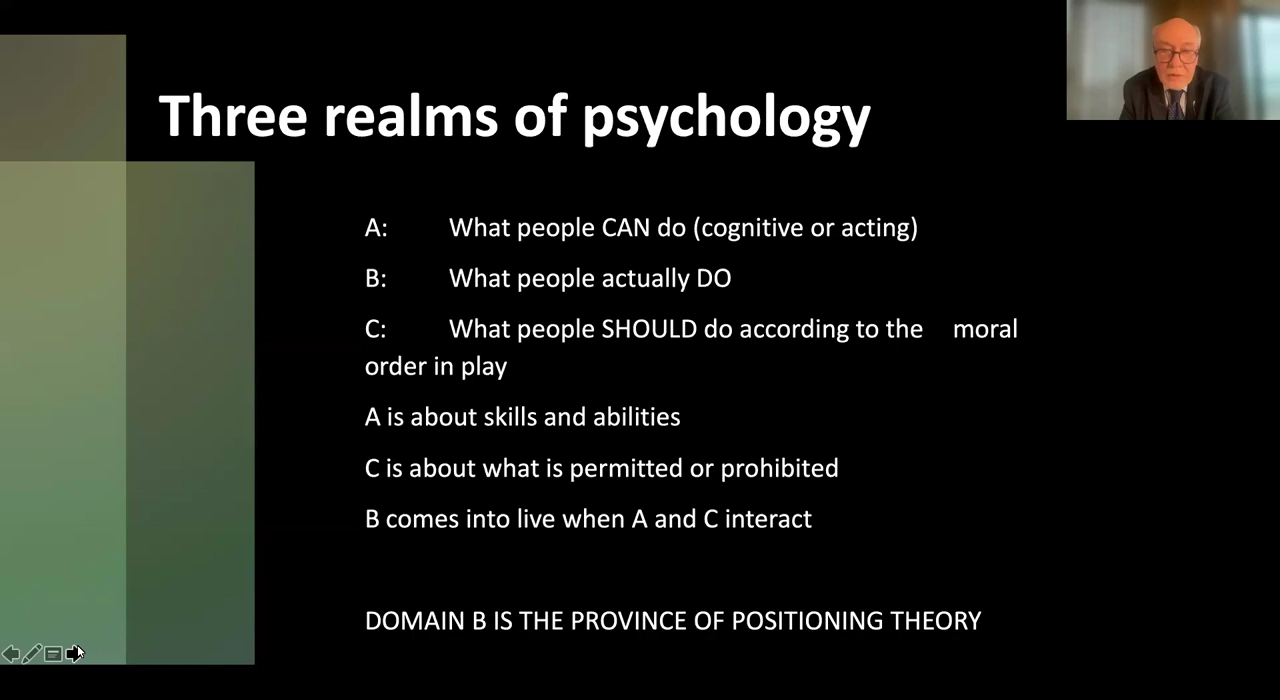 Three realms of psychology
A: What people CAN do (cognitive or acting)
B: What people actually DO
C: What people SHOULD do according to the moral
order in play
A is about skills and abilities
C is about what is permitted or prohibited
B comes into live when A and C interact
DOMAIN B IS THE PROVINCE OF POSITIONING THEORY